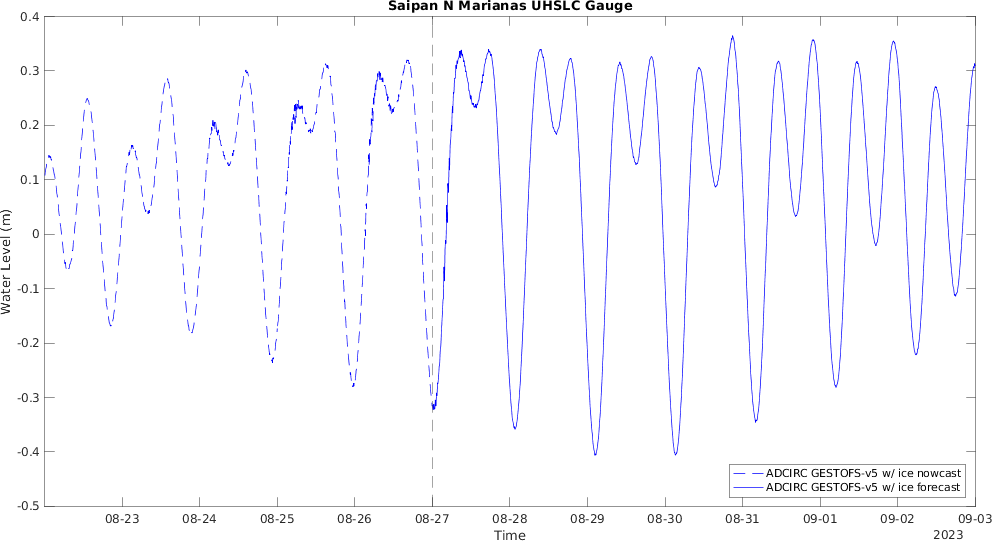 Saipan N Marianas UHSLC Gauge
Water Level (m)
0.4
0.3
0.2
0.1
0
-0.1
-0.2
-0.3
-0.4
-0.5
ADCIRC GESTOFS-v5 w/ ice nowcast
ADCIRC GESTOFS-v5 w/ ice forecast
08-23 08-24 08-25 08-26 08-27 08-28 08-29 08-30 08-31 09-01 09-02 09-03
Time
2023